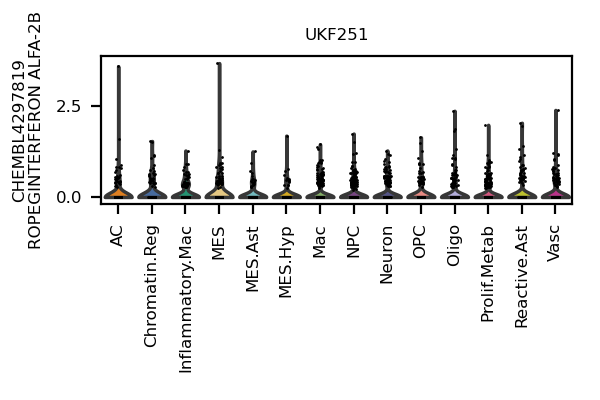 UKF251
CHEMBL4297819
ROPEGINTERFERON ALFA-2B
2.5
0.0
AC
Chromatin.Reg
Inflammatory.Mac
MES
MES.Ast
MES.Hyp
Mac
NPC
Neuron
OPC
Oligo
Prolif.Metab
Reactive.Ast
Vasc